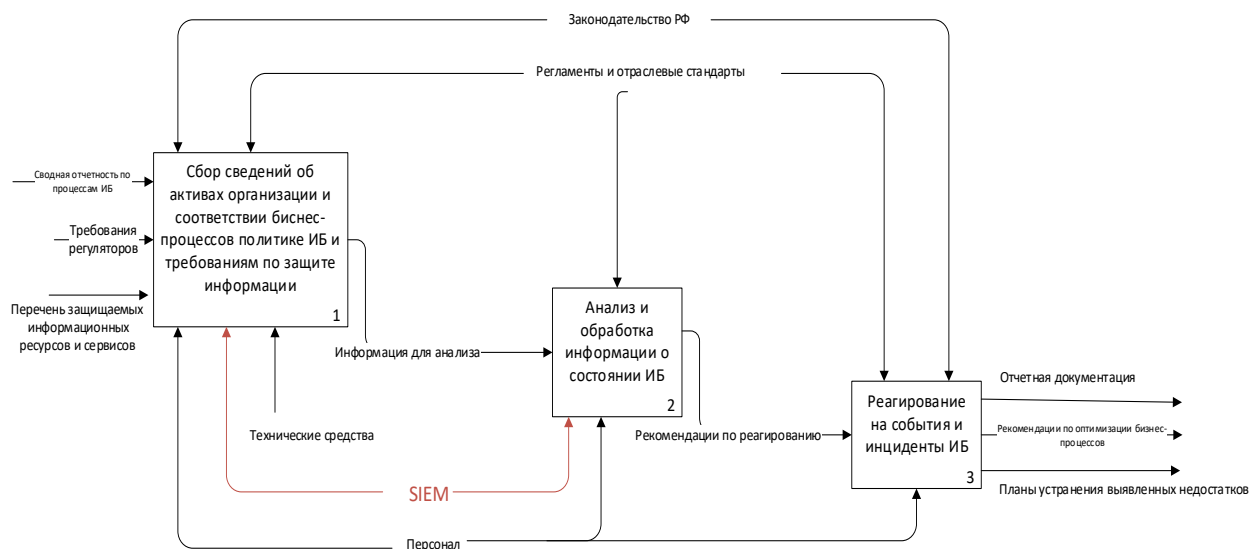 Законодательство РФ
Регламенты и отраслевые стандарты
Сводная отчетность по
процессам ИБ
Требования
регуляторов
Перечень защищаемых
информационных
ресурсов и сервисов
Сбор сведений об
активах организации и
соответствии бизнес-
процессов политике ИБ и
требованиям по защите
информации
1
Информация для анализа
Технические средства
SIEM
Персонал
Анализ и
обработка
информации о
состоянии ИБ
2
Рекомендации по реагированию
Реагирование
на события и
инциденты ИБ
3
Отчетная документация
Рекомендации по оптимизации бизнес-
процессов
Планы устранения выявленных недостатков